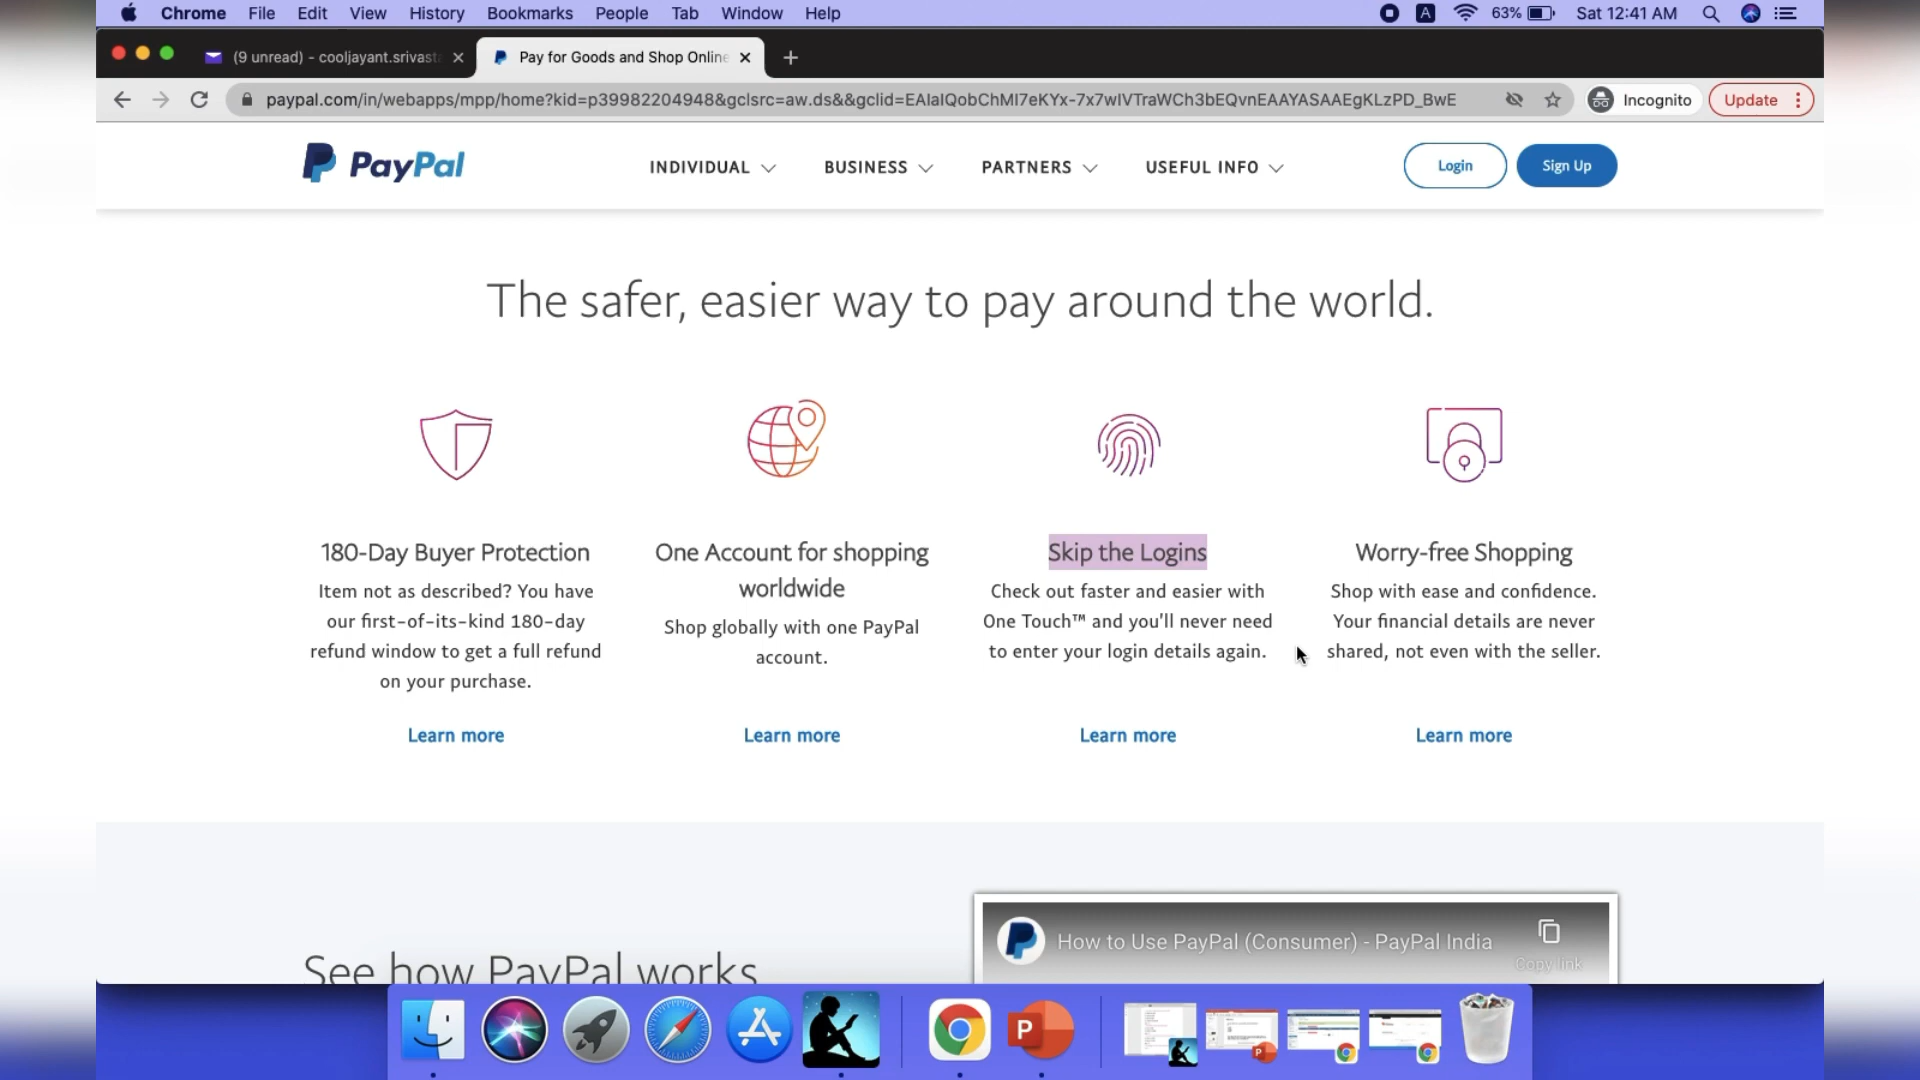 Chrome File Edit View History Bookmarks People Tab Window Help
A 63% Sat 12:41 AM
(9 unread) - cooljayant.srivasta
Pay for Goods and Shop Online
paypal.com/in/webapps/mpp/home?kid=p39982204948&gclsrc=aw.ds&&gclid=EAIaIQobChMI7eKYx-7x7wIVTraWCh3bEQvnEAAYASAAEgKLzPD_BwE
Incognito
Update
PayPal
INDIVIDUAL
BUSINESS
PARTNERS
USEFUL INFO
Login
Sign Up
The safer, easier way to pay around the world.
180-Day Buyer Protection
Item not as described? You have
our first-of-its-kind 180-day
refund window to get a full refund
on your purchase.
Learn more
One Account for shopping
worldwide
Shop globally with one PayPal
account.
Learn more
Skip the Logins
Check out faster and easier with
One Touch™ and you'll never need
to enter your login details again.
Learn more
Worry-free Shopping
Shop with ease and confidence.
Your financial details are never
shared, not even with the seller.
Learn more
See how PayPal works
How to Use PayPal (Consumer) - PayPal India
Copy link
P